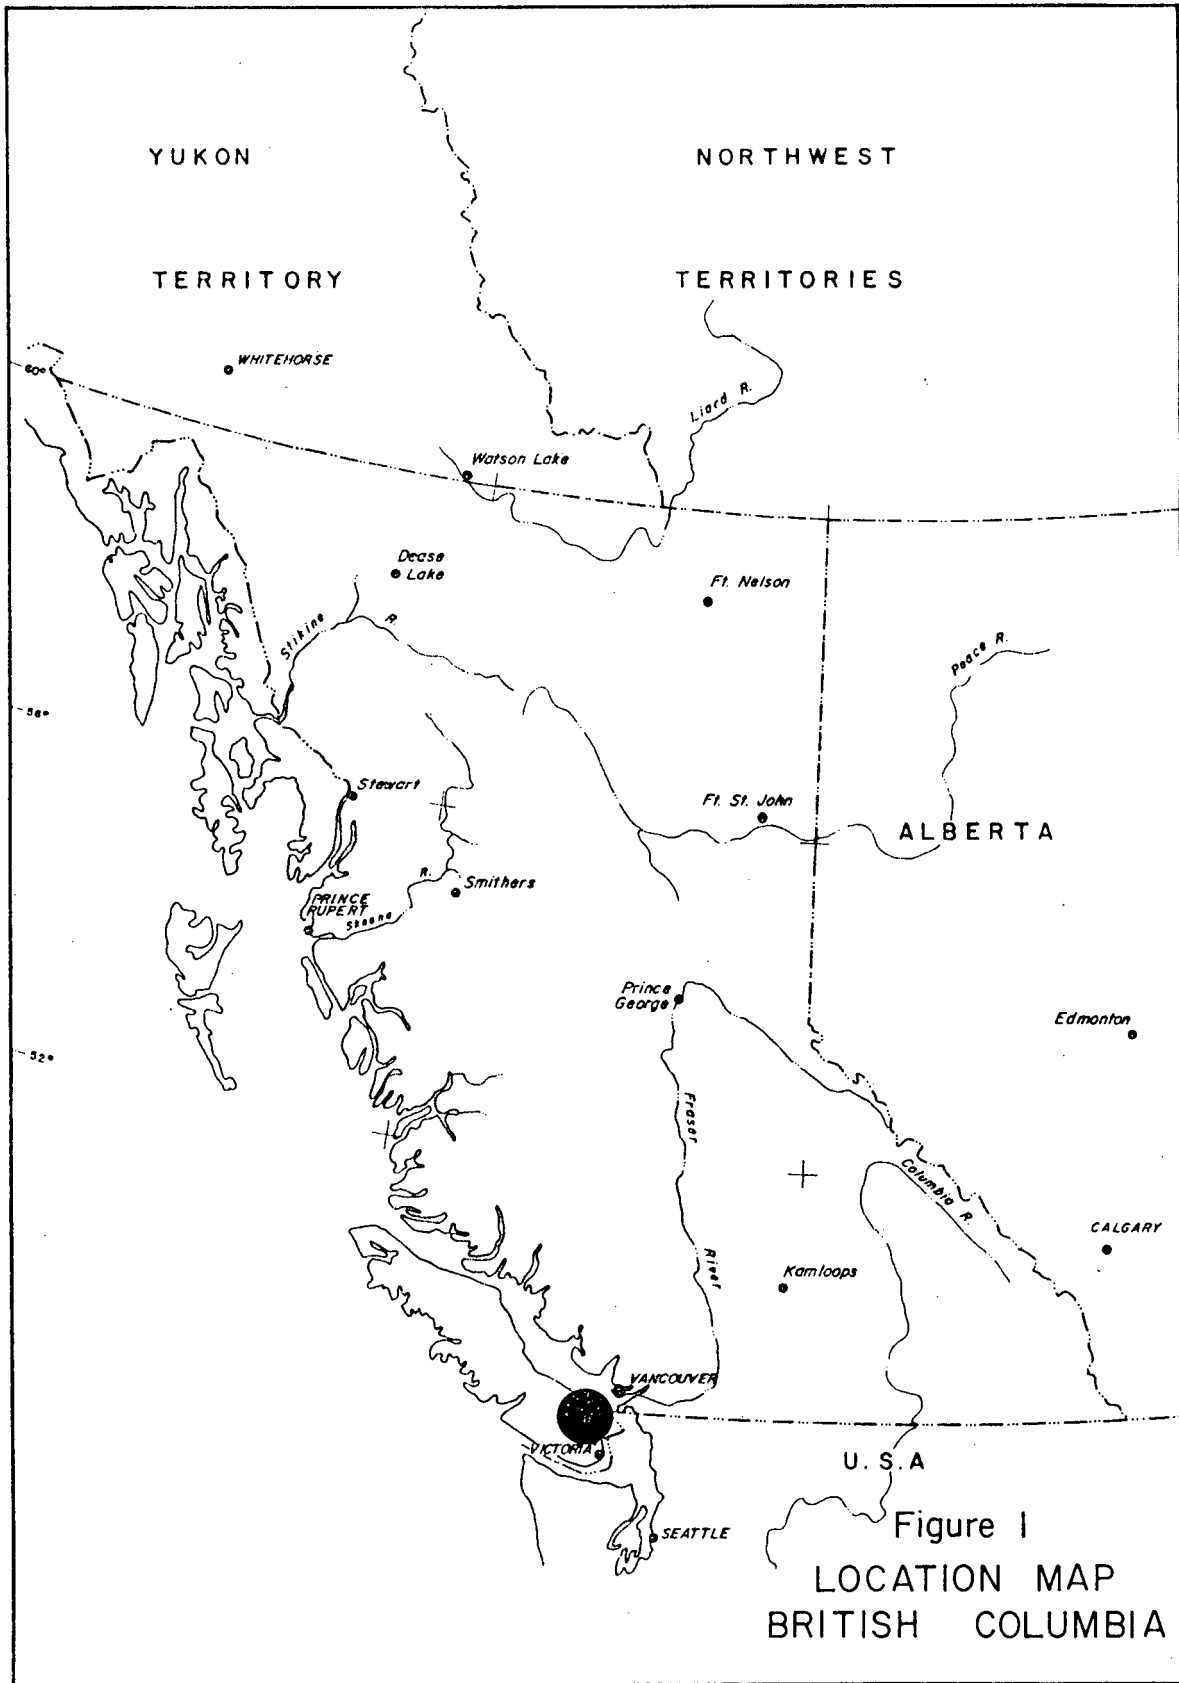 YUKON
TERRITORY
NORTHWEST
TERRITORIES
60°
WHITEHORSE
Liard R.
Watson Lake
Dease
Lake
Ft. Nelson
Stikine R.
Peace R.
56°
Stewart
Ft. St. John
ALBERTA
PRINCE
RUPERT
Skeena R.
Smithers
Prince
George
Edmonton
52°
Fraser River
Columbia R.
CALGARY
Kamloops
VANCOUVER
VICTORIA
U.S.A
SEATTLE
Figure 1
LOCATION MAP
BRITISH COLUMBIA